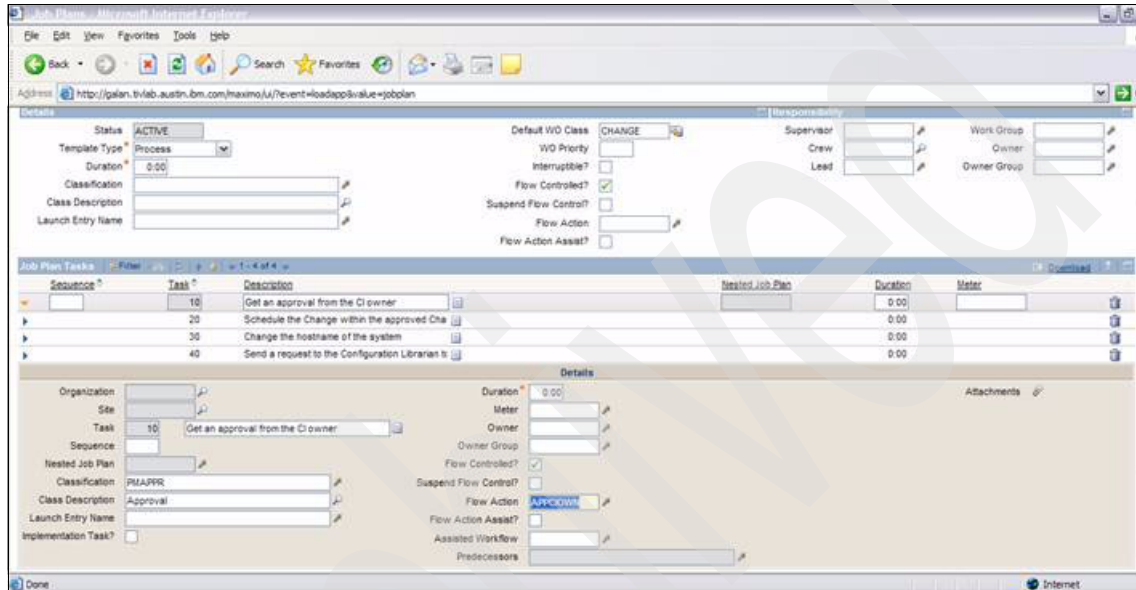 Job Plans - Microsoft Internet Explorer
File Edit View Favorites Tools Help
Back Search Favorites
Address http://galan.tivlab.austin.ibm.com/maximo/ui/?event=loadapp&value=jobplan
Details Responsibility
Status ACTIVE Default WO Class CHANGE Supervisor Work Group
Template Type* Process WO Priority Crew Owner
Duration* 0:00 Interruptible? Lead Owner Group
Classification Flow Controlled?
Class Description Suspend Flow Control?
Launch Entry Name Flow Action
Flow Action Assist?
Job Plan Tasks Filter 1 - 4 of 4 Download
Sequence Task Description Nested Job Plan Duration Meter
10 Get an approval from the CI owner 0:00
20 Schedule the Change within the approved Cha 0:00
30 Change the hostname of the system 0:00
40 Send a request to the Configuration Librarian to 0:00
Details
Organization Duration* 0:00 Attachments
Site Meter
Task 10 Get an approval from the CI owner Owner
Sequence Owner Group
Nested Job Plan Flow Controlled?
Classification PMAPPR Suspend Flow Control?
Class Description Approval Flow Action APPCIOWN
Launch Entry Name Flow Action Assist?
Implementation Task? Assisted Workflow
Predecessors
Done Internet